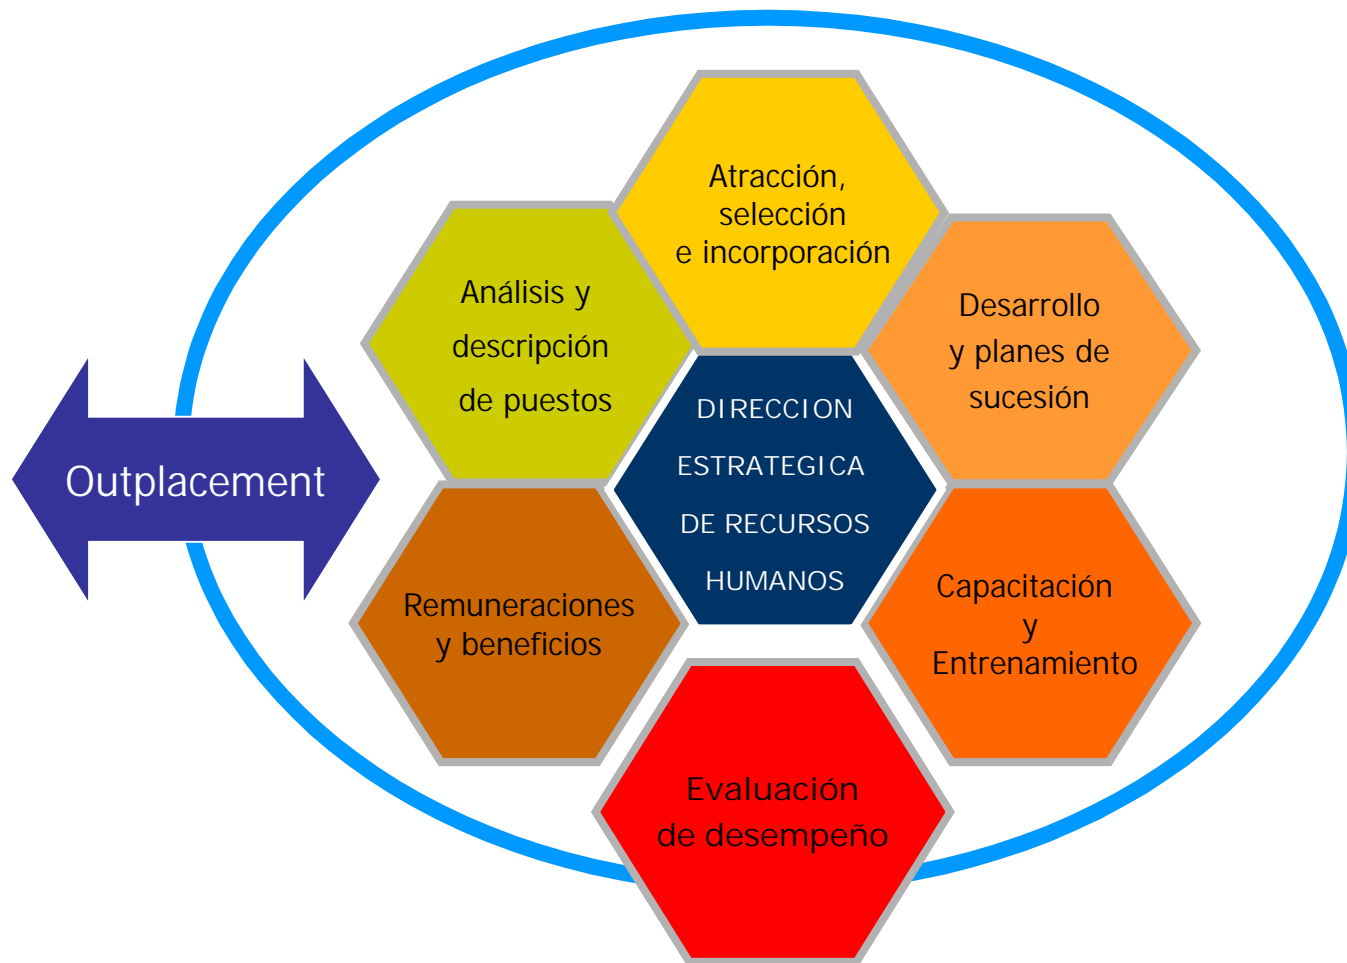 Atracción,
selección
e incorporación
Análisis y
descripción
de puestos
Desarrollo
y planes de
sucesión
DIRECCION
ESTRATEGICA
DE RECURSOS
HUMANOS
Outplacement
Remuneraciones
y beneficios
Capacitación
y
Entrenamiento
Evaluación
de desempeño